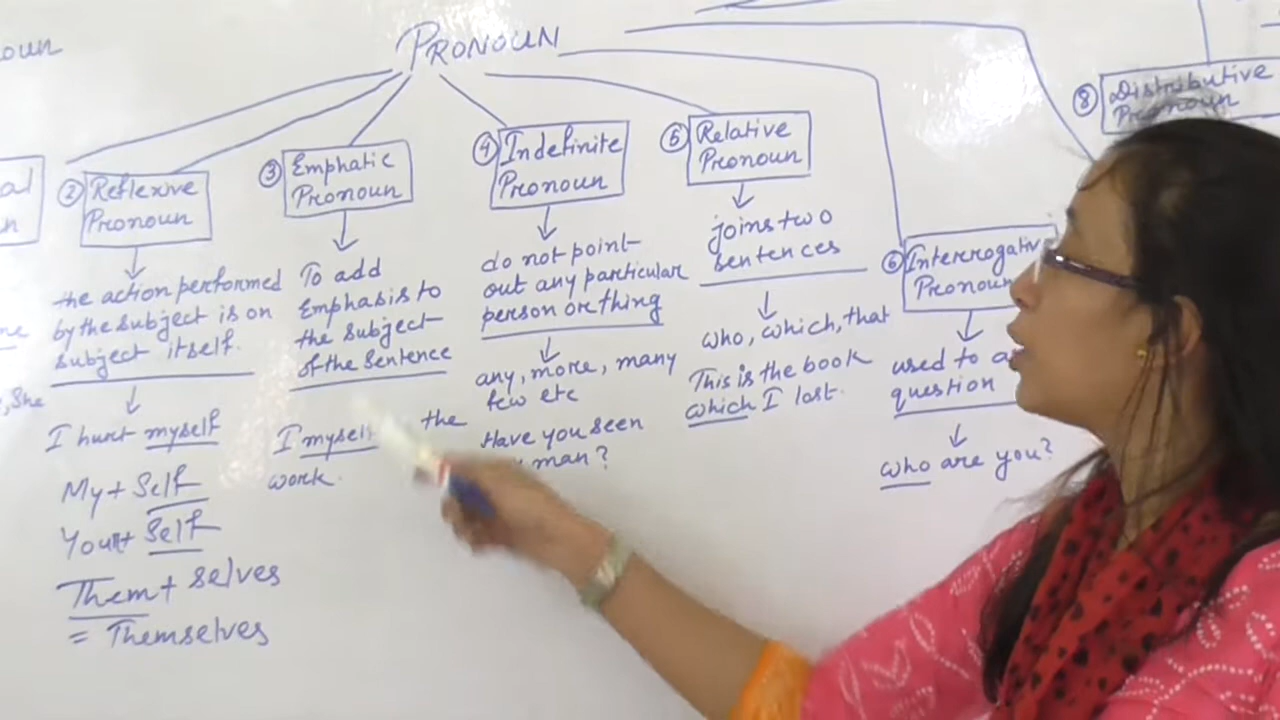 oun
PRONOUN
al
n
② Reflexive
Pronoun
the action performed
by the subject is on
subject itself.
I hurt myself
My + Self
Your + Self
Them + selves
= Themselves
, She
③ Emphatic
Pronoun
To add
Emphasis to
the subject
of the sentence
I myself the
work.
④ Indefinite
Pronoun
do not point
out any particular
person or thing
any, more, many
few etc
Have you seen
man?
⑤ Relative
Pronoun
joins two
sentences
who, which, that
This is the book
which I lost.
⑥ Interrogativ
Pronoun
used to a
question
who are you?
⑧ Distributive
Pronoun